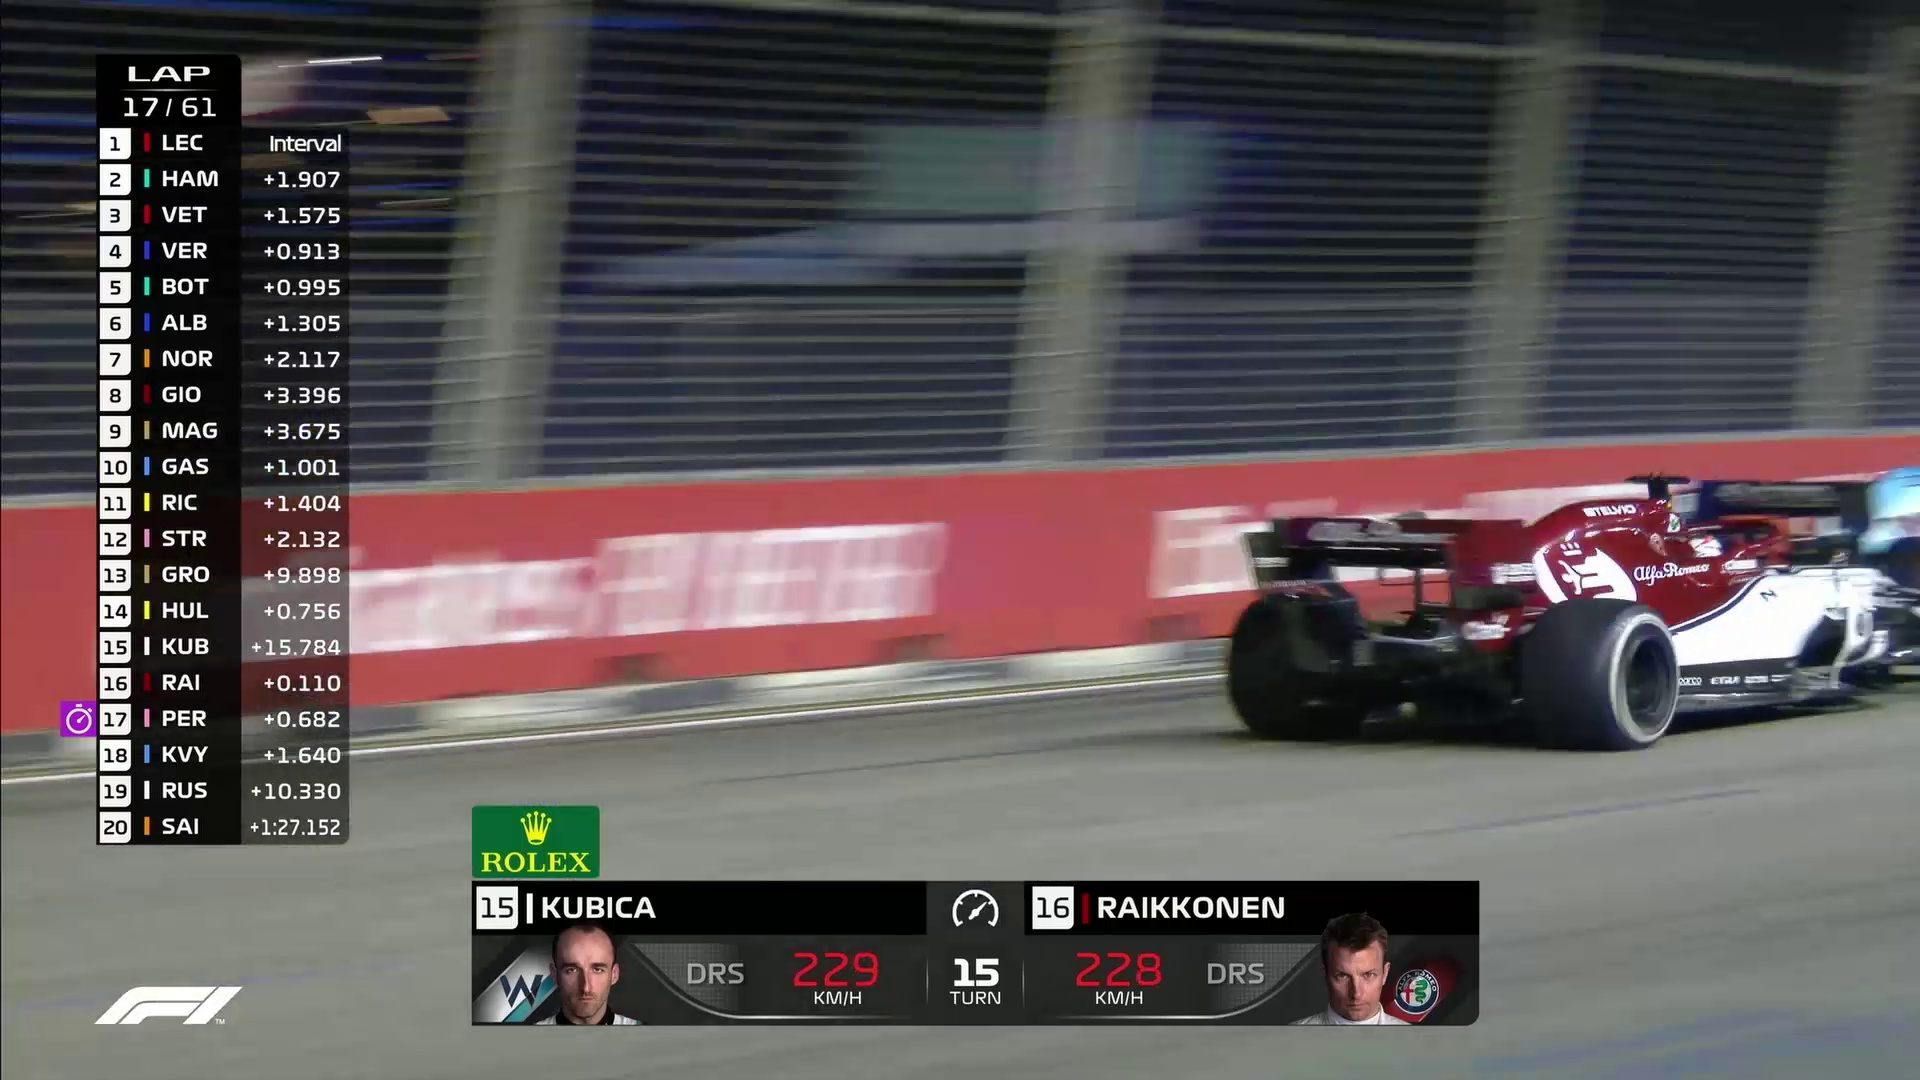 LAP
17/61
1 LEC Interval
2 HAM +1.907
3 VET +1.575
4 VER +0.913
5 BOT +0.995
6 ALB +1.305
7 NOR +2.117
8 GIO +3.396
9 MAG +3.675
10 GAS +1.001
11 RIC +1.404
12 STR +2.132
13 GRO +9.898
14 HUL +0.756
15 KUB +15.784
16 RAI +0.110
17 PER +0.682
18 KVY +1.640
19 RUS +10.330
20 SAI +1:27.152
STELVIO
Alfa Romeo
ROLEX
15 KUBICA 16 RAIKKONEN
DRS 229 KM/H 15 TURN 228 KM/H DRS
W
F1